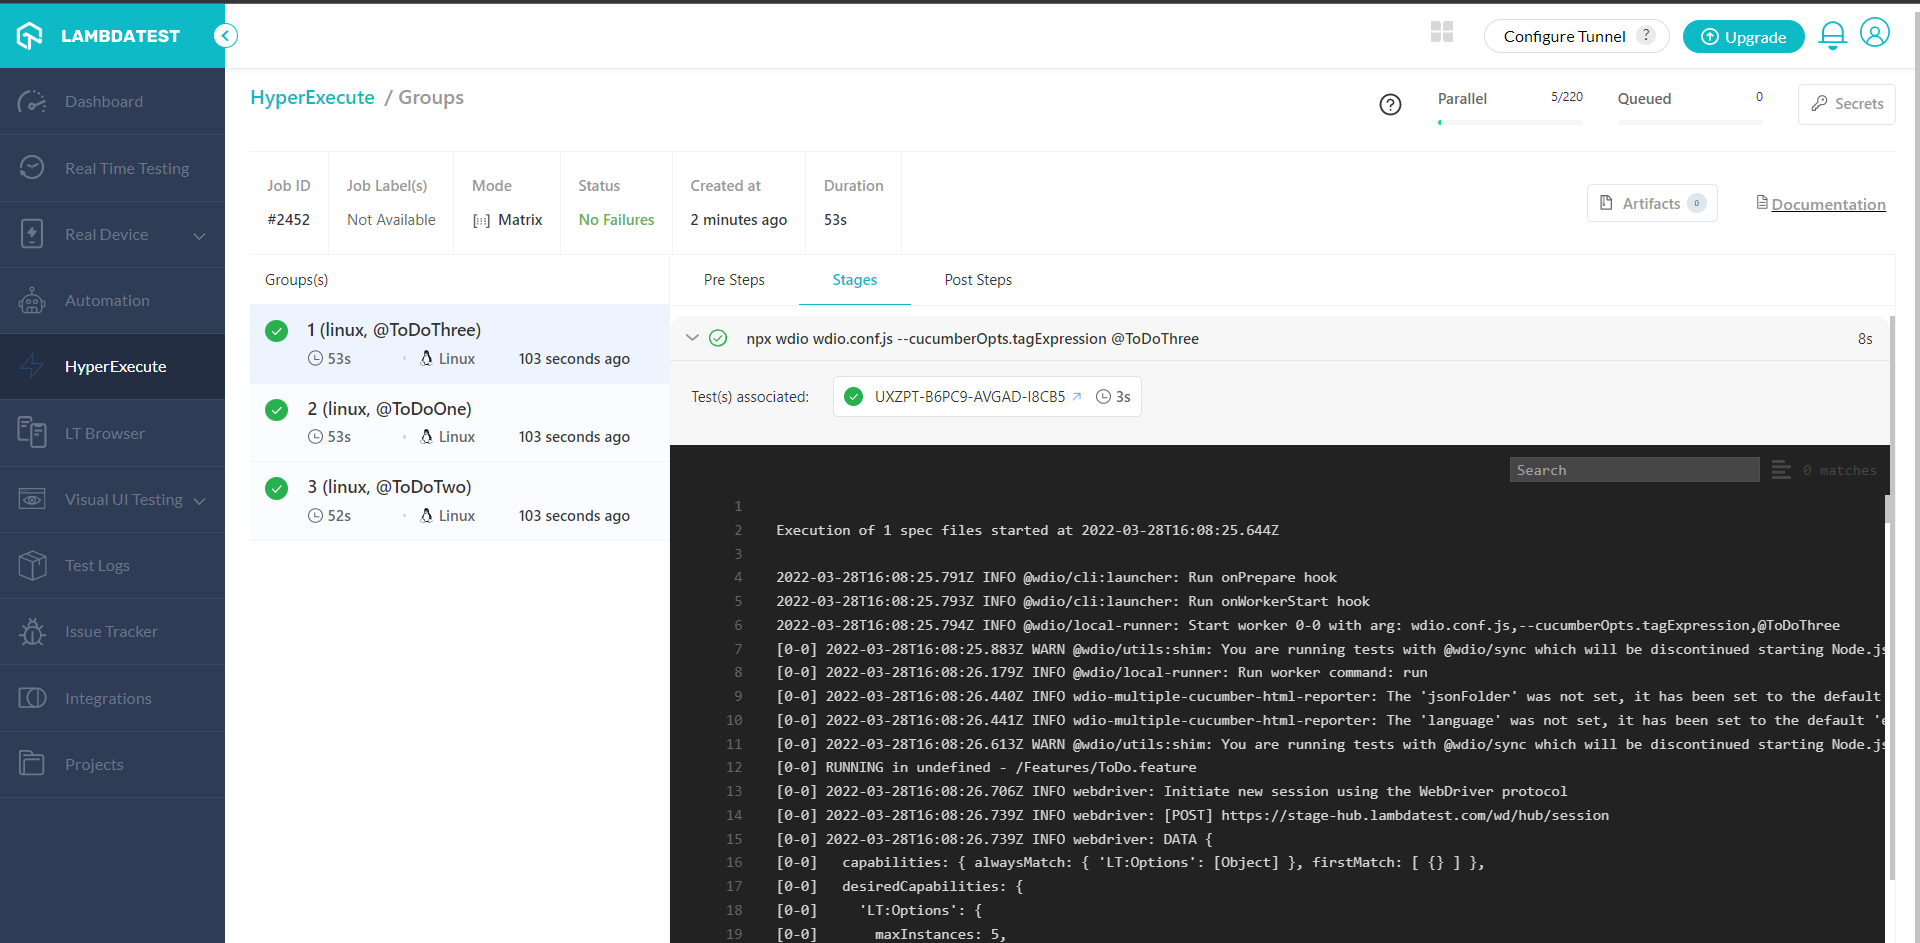 LAMBDATEST
Configure Tunnel ?
Upgrade
Dashboard
Real Time Testing
Real Device
Automation
HyperExecute
LT Browser
Visual UI Testing
Test Logs
Issue Tracker
Integrations
Projects
HyperExecute / Groups
?
Parallel 5/220
Queued 0
Secrets
Job ID
#2452
Job Label(s)
Not Available
Mode
Matrix
Status
No Failures
Created at
2 minutes ago
Duration
53s
Artifacts 0
Documentation
Groups(s)
1 (linux, @ToDoThree)
53s Linux 103 seconds ago
2 (linux, @ToDoOne)
53s Linux 103 seconds ago
3 (linux, @ToDoTwo)
52s Linux 103 seconds ago
Pre Steps Stages Post Steps
npx wdio wdio.conf.js --cucumberOpts.tagExpression @ToDoThree 8s
Test(s) associated: UXZPT-B6PC9-AVGAD-I8CB5 3s
Search 0 matches
1
2 Execution of 1 spec files started at 2022-03-28T16:08:25.644Z
3
4 2022-03-28T16:08:25.791Z INFO @wdio/cli:launcher: Run onPrepare hook
5 2022-03-28T16:08:25.793Z INFO @wdio/cli:launcher: Run onWorkerStart hook
6 2022-03-28T16:08:25.794Z INFO @wdio/local-runner: Start worker 0-0 with arg: wdio.conf.js,--cucumberOpts.tagExpression,@ToDoThree
7 [0-0] 2022-03-28T16:08:25.883Z WARN @wdio/utils:shim: You are running tests with @wdio/sync which will be discontinued starting Node.js
8 [0-0] 2022-03-28T16:08:26.179Z INFO @wdio/local-runner: Run worker command: run
9 [0-0] 2022-03-28T16:08:26.440Z INFO wdio-multiple-cucumber-html-reporter: The 'jsonFolder' was not set, it has been set to the default
10 [0-0] 2022-03-28T16:08:26.441Z INFO wdio-multiple-cucumber-html-reporter: The 'language' was not set, it has been set to the default 'e
11 [0-0] 2022-03-28T16:08:26.613Z WARN @wdio/utils:shim: You are running tests with @wdio/sync which will be discontinued starting Node.js
12 [0-0] RUNNING in undefined - /Features/ToDo.feature
13 [0-0] 2022-03-28T16:08:26.706Z INFO webdriver: Initiate new session using the WebDriver protocol
14 [0-0] 2022-03-28T16:08:26.739Z INFO webdriver: [POST] https://stage-hub.lambdatest.com/wd/hub/session
15 [0-0] 2022-03-28T16:08:26.739Z INFO webdriver: DATA {
16 [0-0] capabilities: { alwaysMatch: { 'LT:Options': [Object] }, firstMatch: [ {} ] },
17 [0-0] desiredCapabilities: {
18 [0-0] 'LT:Options': {
19 [0-0] maxInstances: 5,